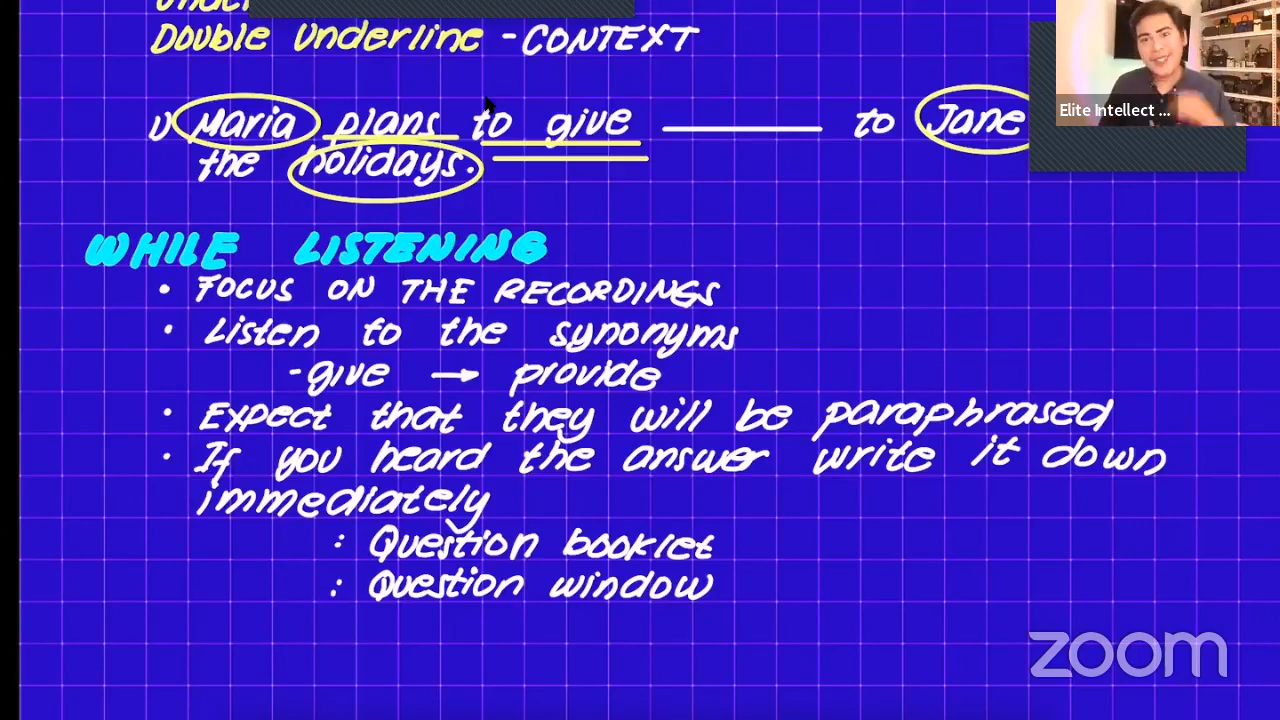 Double Underline - CONTEXT
Elite Intellect ...
1) Maria plans to give ________ to Jane
the holidays.
WHILE LISTENING
• FOCUS ON THE RECORDINGS
• Listen to the synonyms
- give → provide
• Expect that they will be paraphrased
• If you heard the answer write it down
immediately
: Question booklet
: Question window
zoom